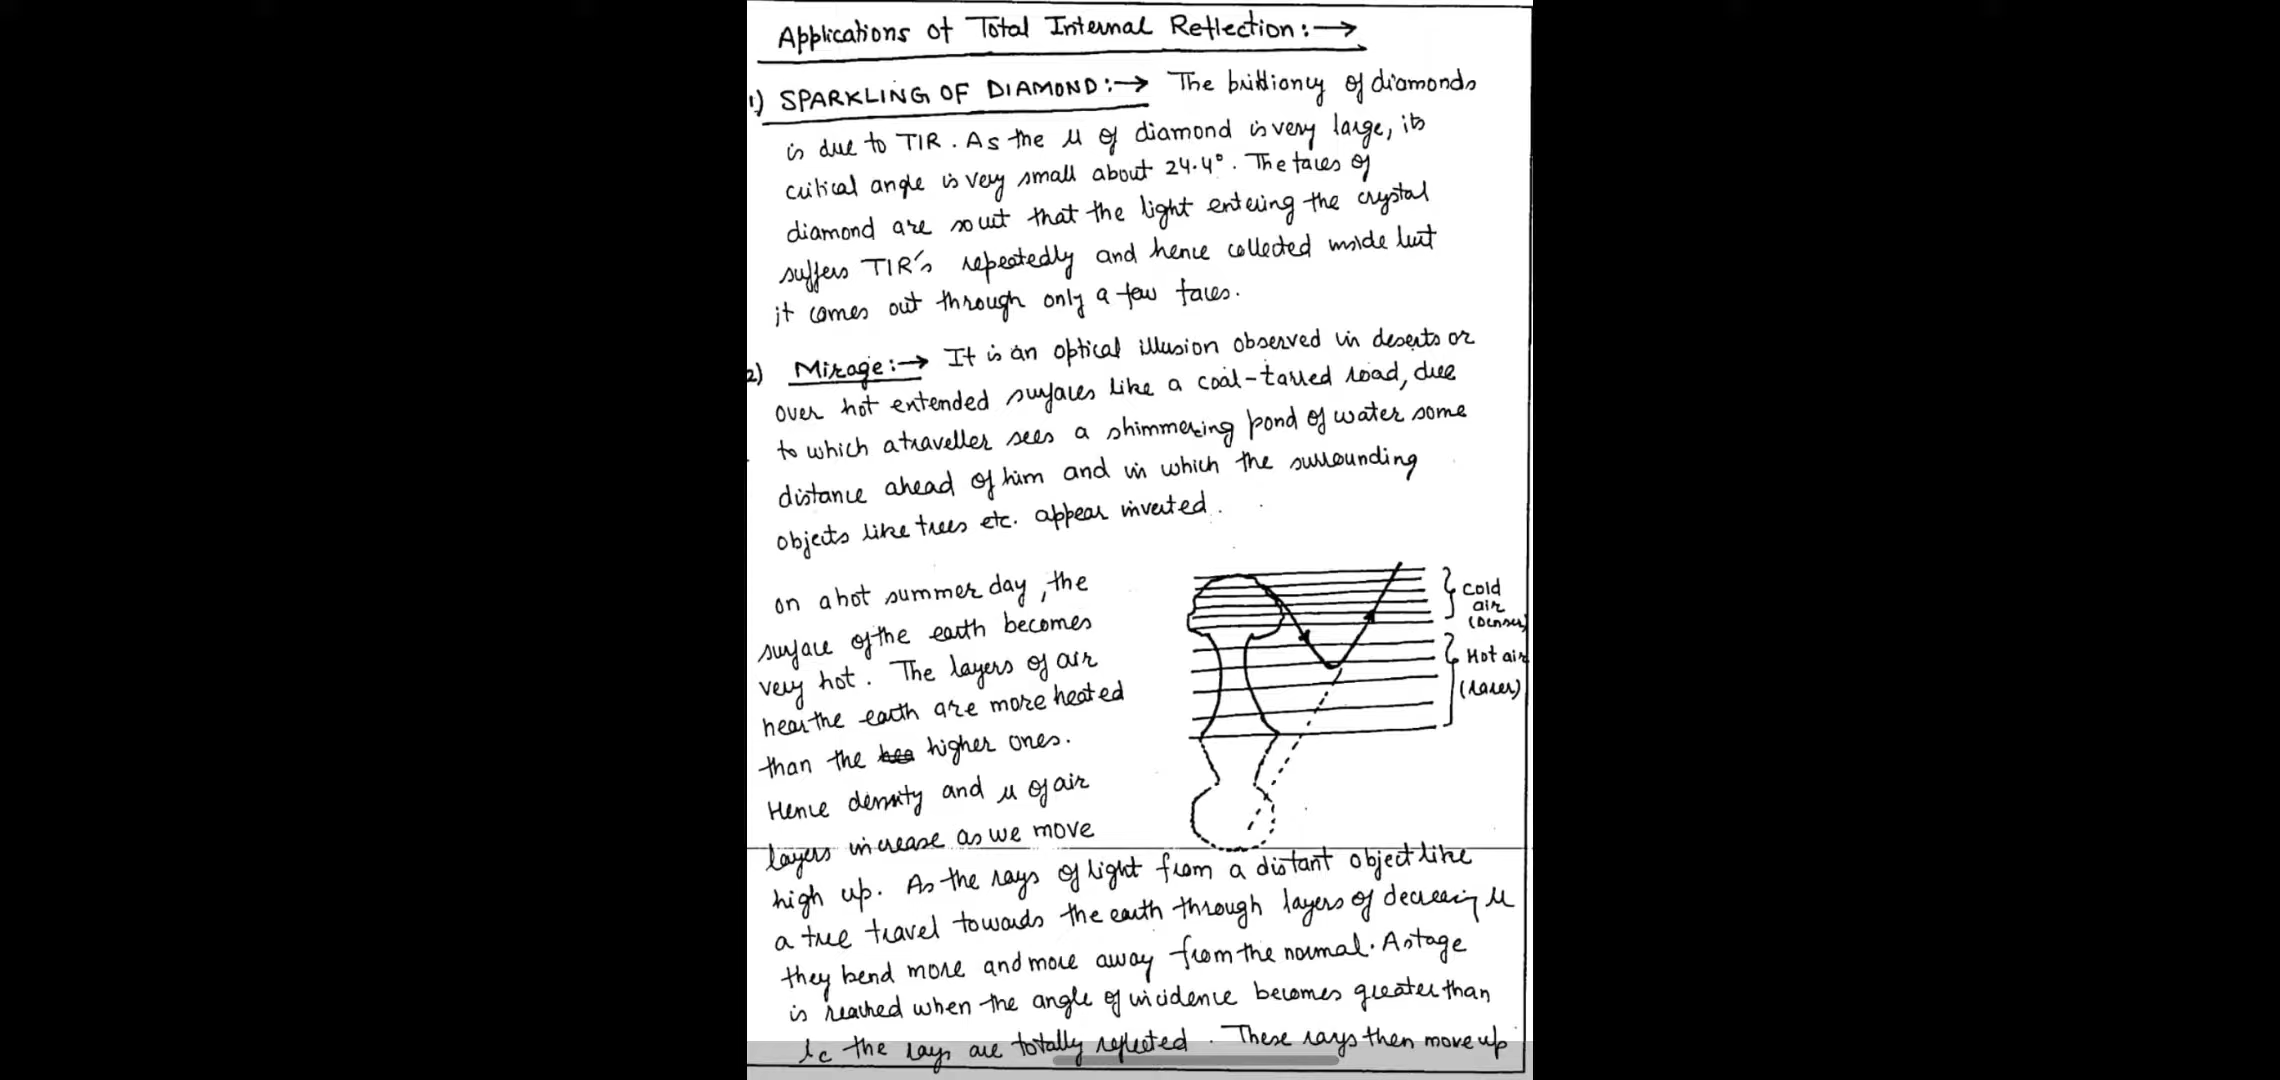 Applications of Total Internal Reflection:→
1) SPARKLING OF DIAMOND:→ The brilliancy of diamonds
is due to TIR. As the μ of diamond is very large, its
critical angle is very small about 24.4°. The faces of
diamond are so cut that the light entering the crystal
suffers TIR's repeatedly and hence collected inside but
it comes out through only a few faces.
2) Mirage:→ It is an optical illusion observed in deserts or
over hot extended surfaces like a coal-tarred road, due
to which a traveller sees a shimmering pond of water some
distance ahead of him and in which the surrounding
objects like trees etc. appear inverted.
on a hot summer day, the
surface of the earth becomes
very hot. The layers of air
near the earth are more heated
than the higher ones.
Hence density and μ of air
layers increase as we move
cold
air
(Denser)
Hot air
(rarer)
high up. As the rays of light from a distant object like
a tree travel towards the earth through layers of decreasing μ
they bend more and more away from the normal. A stage
is reached when the angle of incidence becomes greater than
ic the rays are totally reflected. These rays then move up